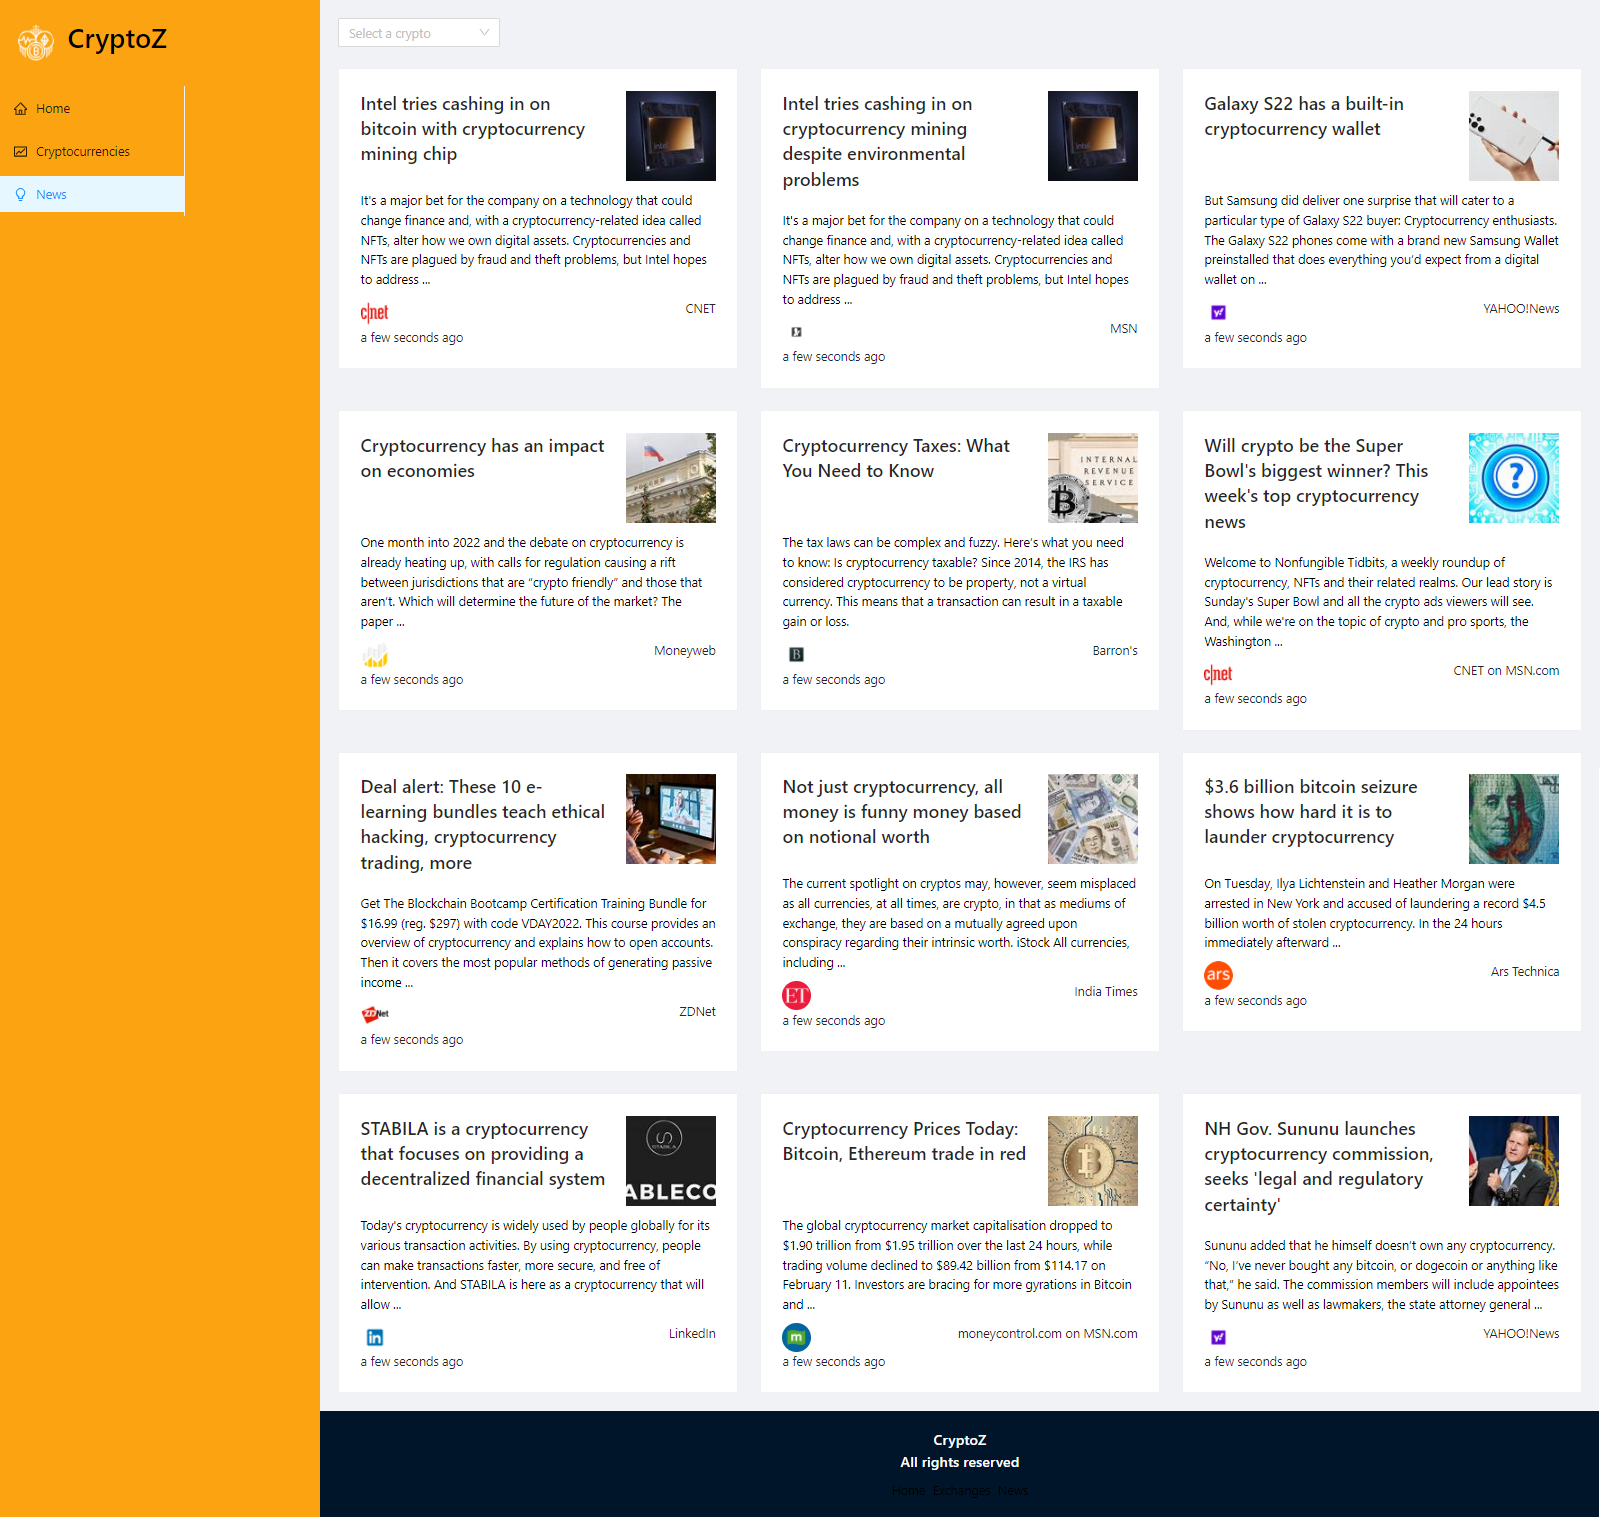 CryptoZ
Home
Cryptocurrencies
News
Select a crypto
Intel tries cashing in on
bitcoin with cryptocurrency
mining chip
It's a major bet for the company on a technology that could
change finance and, with a cryptocurrency-related idea called
NFTs, alter how we own digital assets. Cryptocurrencies and
NFTs are plagued by fraud and theft problems, but Intel hopes
to address ...
c|net
CNET
a few seconds ago
Intel tries cashing in on
cryptocurrency mining
despite environmental
problems
It's a major bet for the company on a technology that could
change finance and, with a cryptocurrency-related idea called
NFTs, alter how we own digital assets. Cryptocurrencies and
NFTs are plagued by fraud and theft problems, but Intel hopes
to address ...
MSN
a few seconds ago
Galaxy S22 has a built-in
cryptocurrency wallet
But Samsung did deliver one surprise that will cater to a
particular type of Galaxy S22 buyer: Cryptocurrency enthusiasts.
The Galaxy S22 phones come with a brand new Samsung Wallet
preinstalled that does everything you’d expect from a digital
wallet on ...
YAHOO!News
a few seconds ago
Cryptocurrency has an impact
on economies
One month into 2022 and the debate on cryptocurrency is
already heating up, with calls for regulation causing a rift
between jurisdictions that are “crypto friendly” and those that
aren’t. Which will determine the future of the market? The
paper ...
Moneyweb
a few seconds ago
Cryptocurrency Taxes: What
You Need to Know
INTERNAL
REVENUE
SERVICE
The tax laws can be complex and fuzzy. Here’s what you need
to know: Is cryptocurrency taxable? Since 2014, the IRS has
considered cryptocurrency to be property, not a virtual
currency. This means that a transaction can result in a taxable
gain or loss.
B
Barron's
a few seconds ago
Will crypto be the Super
Bowl's biggest winner? This
week's top cryptocurrency
news
?
Welcome to Nonfungible Tidbits, a weekly roundup of
cryptocurrency, NFTs and their related realms. Our lead story is
Sunday's Super Bowl and all the crypto ads viewers will see.
And, while we're on the topic of crypto and pro sports, the
Washington ...
c|net
CNET on MSN.com
a few seconds ago
Deal alert: These 10 e-
learning bundles teach ethical
hacking, cryptocurrency
trading, more
Get The Blockchain Bootcamp Certification Training Bundle for
$16.99 (reg. $297) with code VDAY2022. This course provides an
overview of cryptocurrency and explains how to open accounts.
Then it covers the most popular methods of generating passive
income ...
ZDNet
ZDNet
a few seconds ago
Not just cryptocurrency, all
money is funny money based
on notional worth
The current spotlight on cryptos may, however, seem misplaced
as all currencies, at all times, are crypto, in that as mediums of
exchange, they are based on a mutually agreed upon
conspiracy regarding their intrinsic worth. iStock All currencies,
including ...
ET
India Times
a few seconds ago
$3.6 billion bitcoin seizure
shows how hard it is to
launder cryptocurrency
On Tuesday, Ilya Lichtenstein and Heather Morgan were
arrested in New York and accused of laundering a record $4.5
billion worth of stolen cryptocurrency. In the 24 hours
immediately afterward ...
ars
Ars Technica
a few seconds ago
STABILA is a cryptocurrency
that focuses on providing a
decentralized financial system
STABILA
ABLECO
Today's cryptocurrency is widely used by people globally for its
various transaction activities. By using cryptocurrency, people
can make transactions faster, more secure, and free of
intervention. And STABILA is here as a cryptocurrency that will
allow ...
in
LinkedIn
a few seconds ago
Cryptocurrency Prices Today:
Bitcoin, Ethereum trade in red
The global cryptocurrency market capitalisation dropped to
$1.90 trillion from $1.95 trillion over the last 24 hours, while
trading volume declined to $89.42 billion from $114.17 on
February 11. Investors are bracing for more gyrations in Bitcoin
and ...
m
moneycontrol.com on MSN.com
a few seconds ago
NH Gov. Sununu launches
cryptocurrency commission,
seeks 'legal and regulatory
certainty'
Sununu added that he himself doesn’t own any cryptocurrency.
“No, I’ve never bought any bitcoin, or dogecoin or anything like
that,” he said. The commission members will include appointees
by Sununu as well as lawmakers, the state attorney general ...
YAHOO!News
a few seconds ago
CryptoZ
All rights reserved
Home Exchanges News